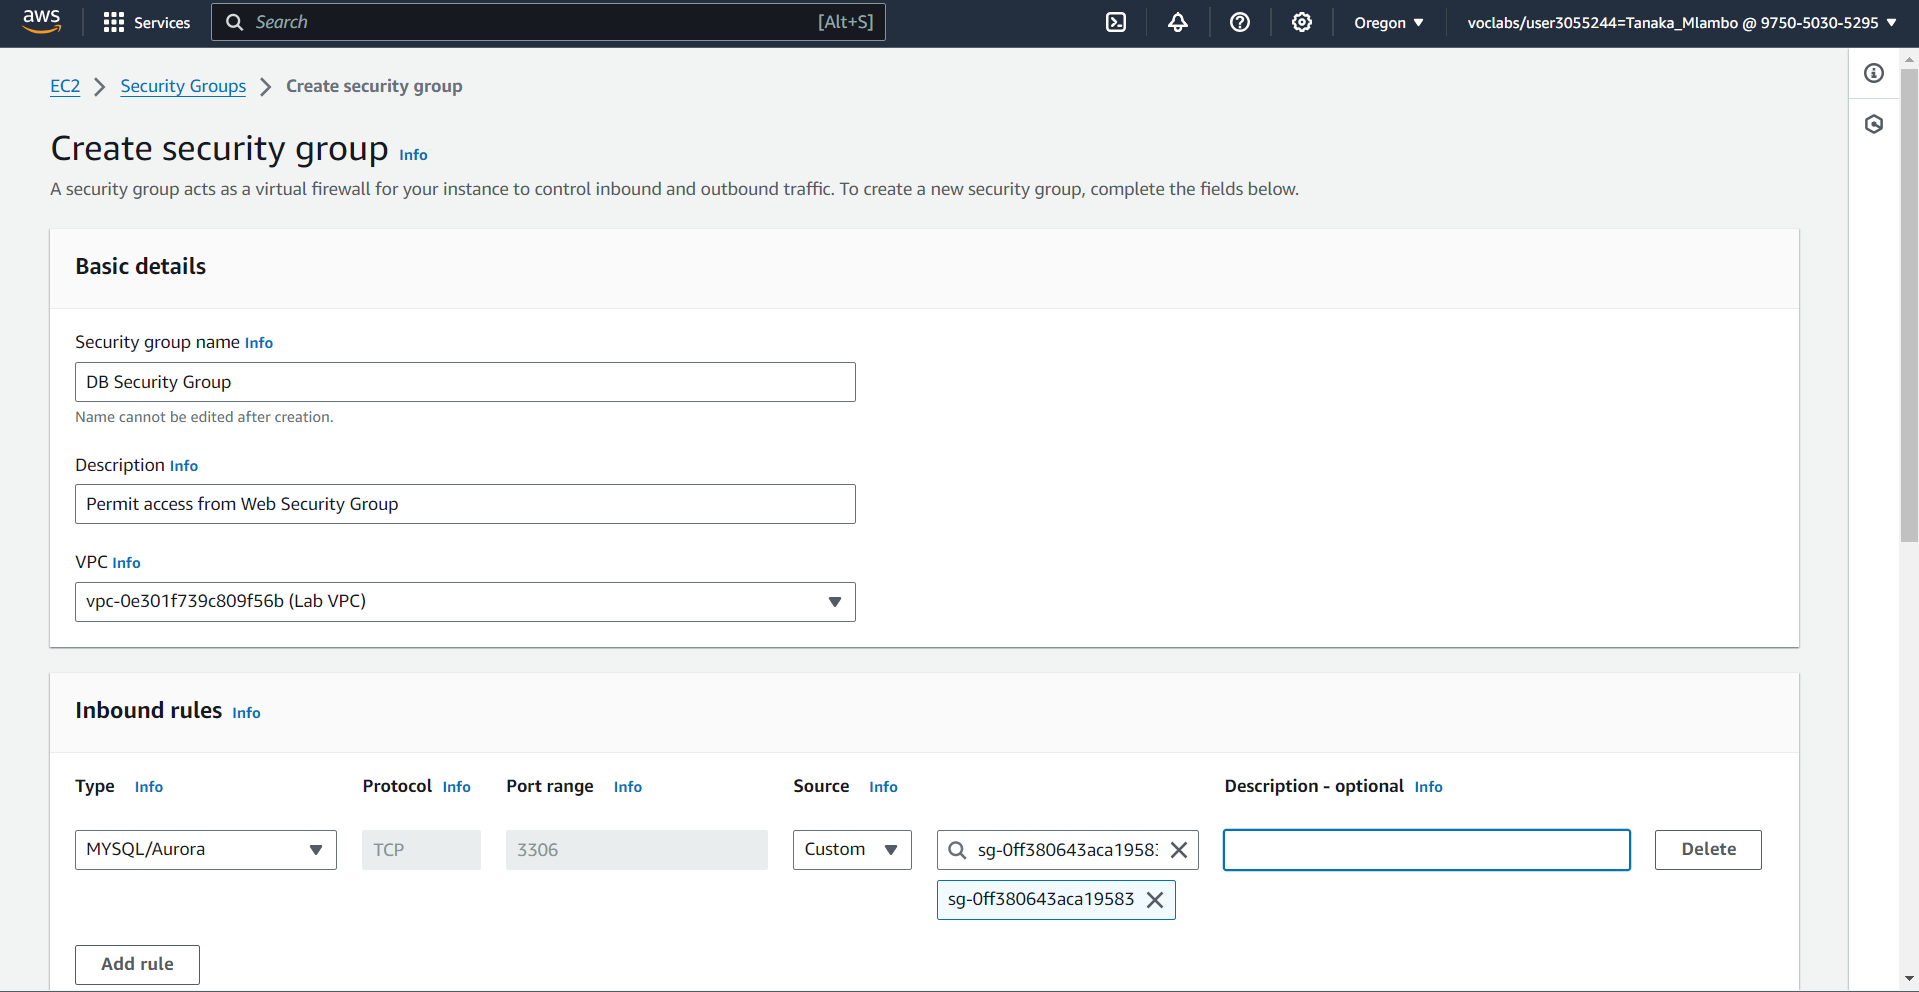 aws Services Search [Alt+S] Oregon voclabs/user3055244=Tanaka_Mlambo @ 9750-5030-5295
EC2 Security Groups Create security group
Create security group Info
A security group acts as a virtual firewall for your instance to control inbound and outbound traffic. To create a new security group, complete the fields below.
Basic details
Security group name Info
DB Security Group
Name cannot be edited after creation.
Description Info
Permit access from Web Security Group
VPC Info
vpc-0e301f739c809f56b (Lab VPC)
Inbound rules Info
Type Info Protocol Info Port range Info Source Info Description - optional Info
MYSQL/Aurora TCP 3306 Custom sg-0ff380643aca19583 Delete
sg-0ff380643aca19583
Add rule